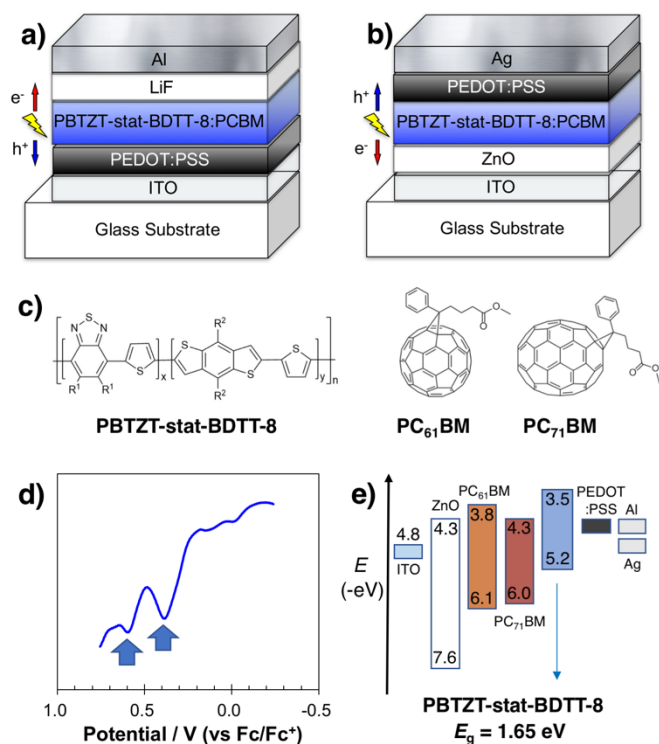 a)
Al
LiF
PBTZT-stat-BDTT-8:PCBM
PEDOT:PSS
ITO
Glass Substrate
e-
h+
b)
Ag
PEDOT:PSS
PBTZT-stat-BDTT-8:PCBM
ZnO
ITO
Glass Substrate
h+
e-
c)
S
N N
R1 R1
S
x
R2
S
S
R2
S
y
n
PBTZT-stat-BDTT-8
O
O
PC61BM
O
O
PC71BM
d)
1.0 0.5 0.0 -0.5
Potential / V (vs Fc/Fc+)
e)
E
(-eV)
4.8
ITO
ZnO
4.3
7.6
PC61BM
3.8
6.1
4.3
6.0
PC71BM
3.5
5.2
PEDOT
:PSS
Al
Ag
PBTZT-stat-BDTT-8
Eg = 1.65 eV